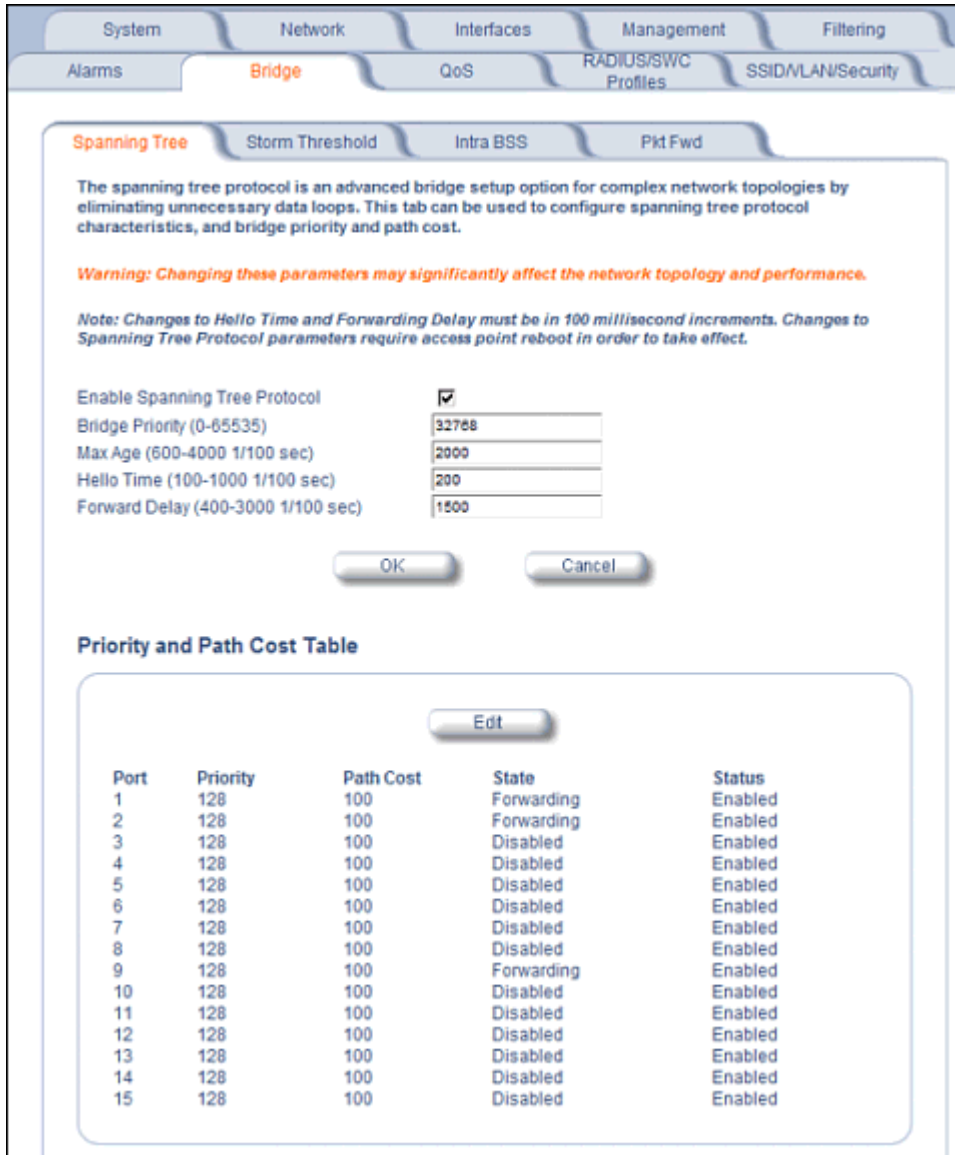 System Network Interfaces Management Filtering
Alarms Bridge QoS RADIUS/SWC Profiles SSID/VLAN/Security
Spanning Tree Storm Threshold Intra BSS Pkt Fwd
The spanning tree protocol is an advanced bridge setup option for complex network topologies by
eliminating unnecessary data loops. This tab can be used to configure spanning tree protocol
characteristics, and bridge priority and path cost.
Warning: Changing these parameters may significantly affect the network topology and performance.
Note: Changes to Hello Time and Forwarding Delay must be in 100 millisecond increments. Changes to
Spanning Tree Protocol parameters require access point reboot in order to take effect.
Enable Spanning Tree Protocol
Bridge Priority (0-65535) 32768
Max Age (600-4000 1/100 sec) 2000
Hello Time (100-1000 1/100 sec) 200
Forward Delay (400-3000 1/100 sec) 1500
OK Cancel
Priority and Path Cost Table
Edit
Port Priority Path Cost State Status
1 128 100 Forwarding Enabled
2 128 100 Forwarding Enabled
3 128 100 Disabled Enabled
4 128 100 Disabled Enabled
5 128 100 Disabled Enabled
6 128 100 Disabled Enabled
7 128 100 Disabled Enabled
8 128 100 Disabled Enabled
9 128 100 Forwarding Enabled
10 128 100 Disabled Enabled
11 128 100 Disabled Enabled
12 128 100 Disabled Enabled
13 128 100 Disabled Enabled
14 128 100 Disabled Enabled
15 128 100 Disabled Enabled